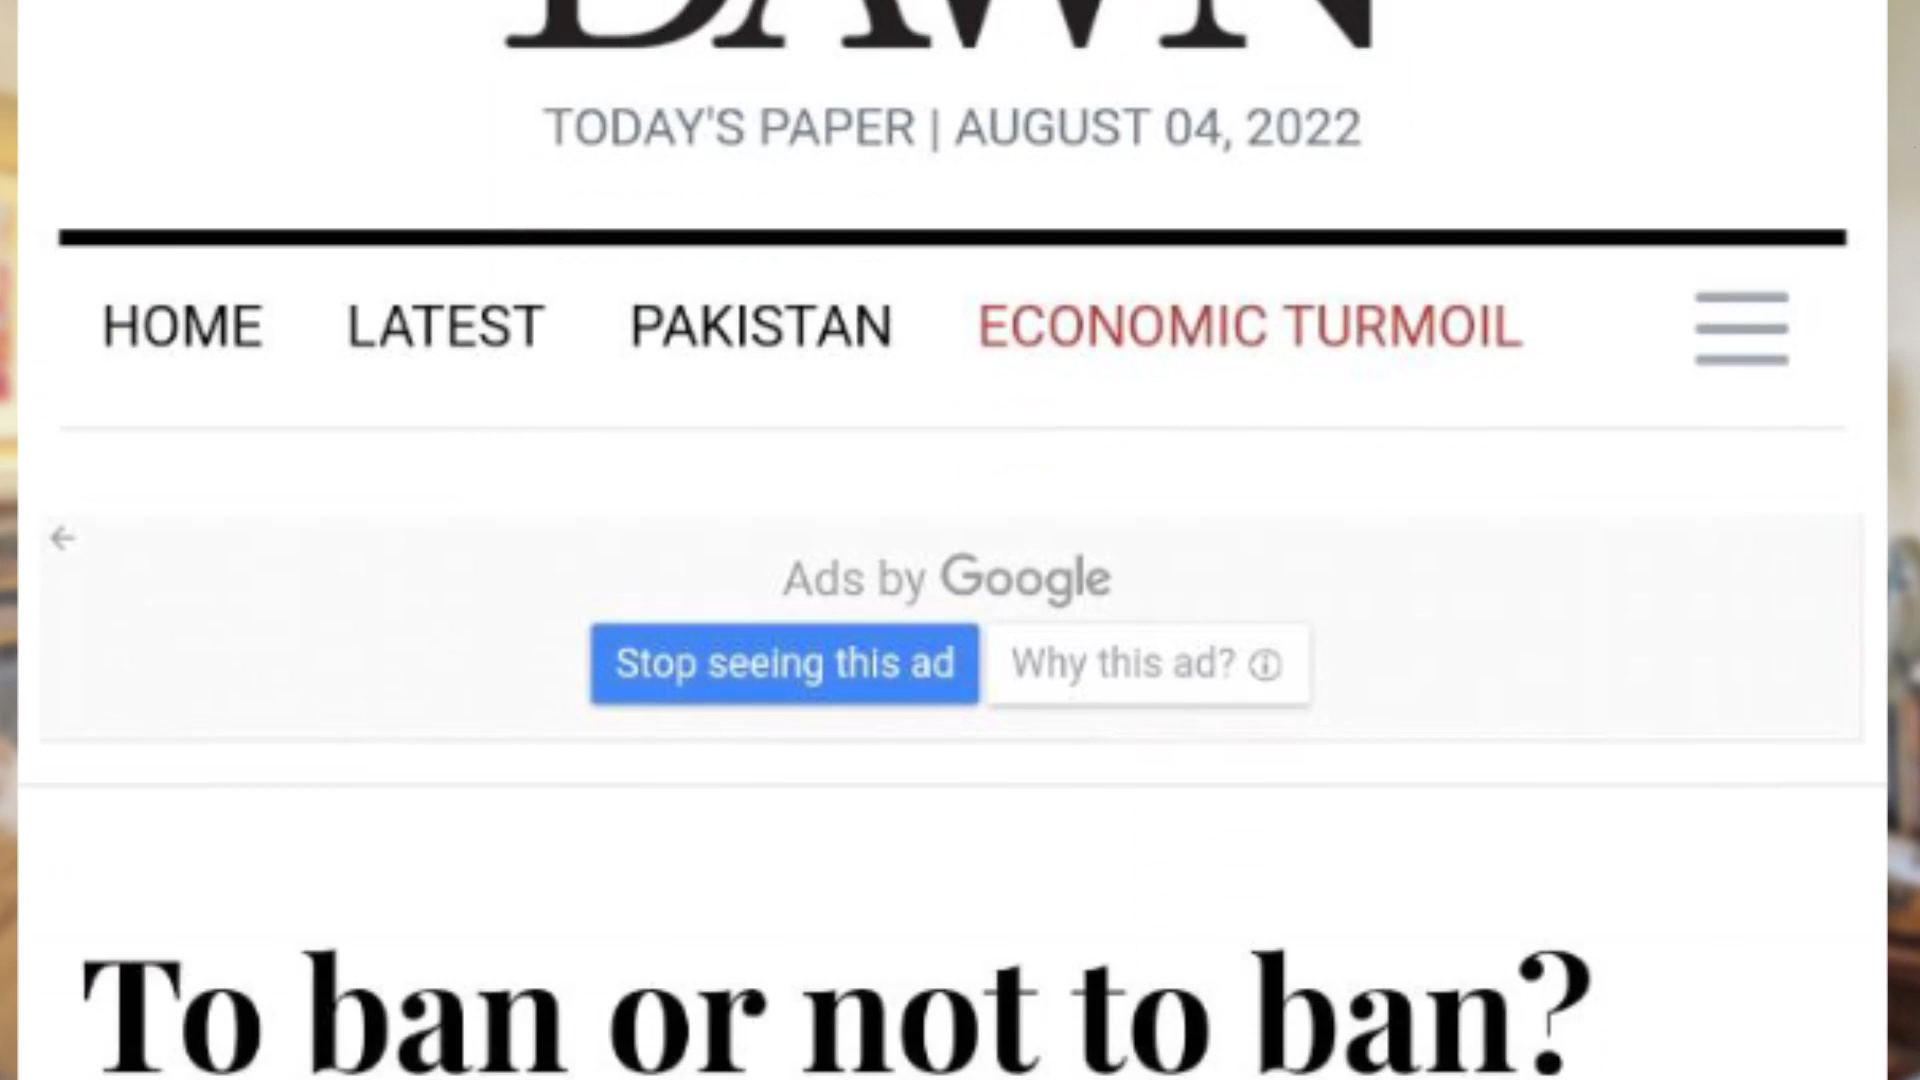 DAWN
TODAY'S PAPER | AUGUST 04, 2022
HOME LATEST PAKISTAN ECONOMIC TURMOIL
Ads by Google
Stop seeing this ad Why this ad?
To ban or not to ban?